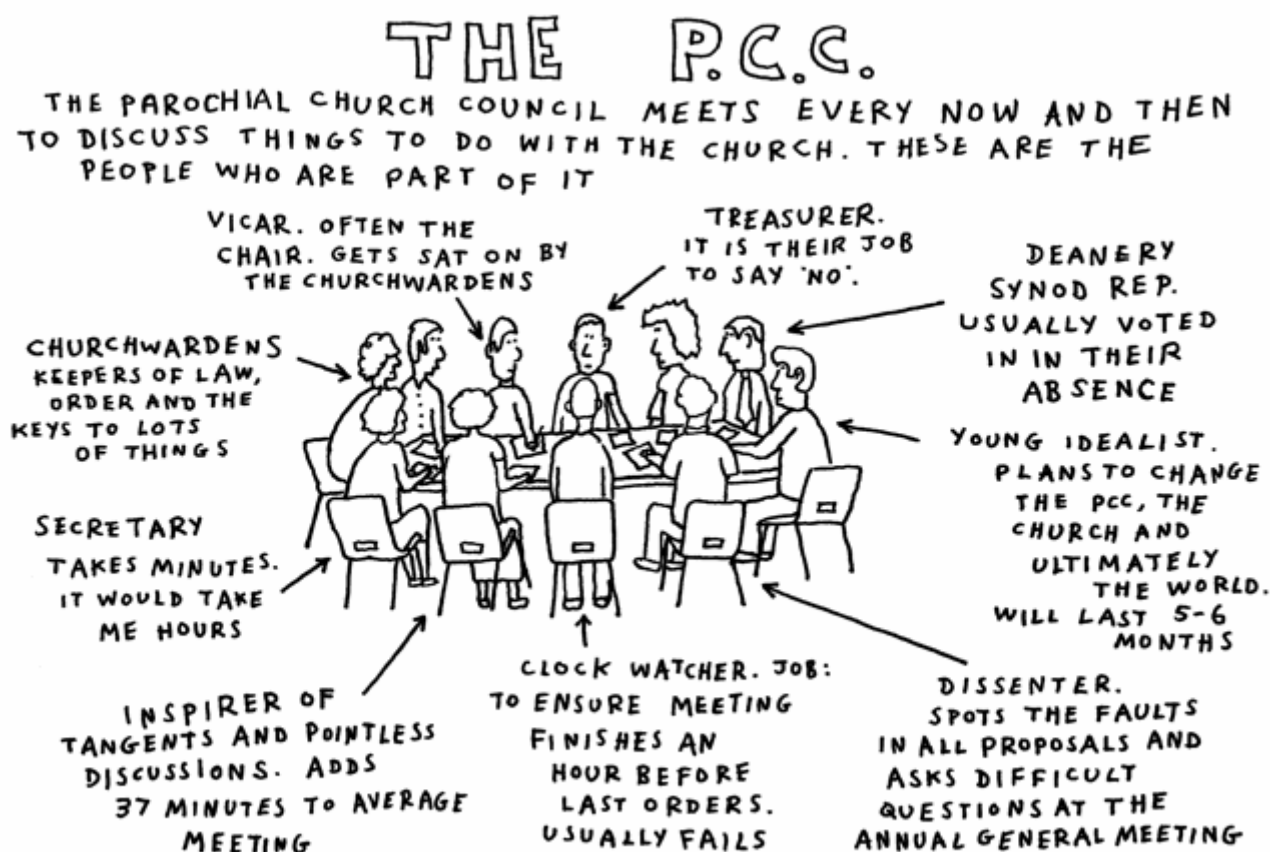 THE P.C.C.
THE PAROCHIAL CHURCH COUNCIL MEETS EVERY NOW AND THEN
TO DISCUSS THINGS TO DO WITH THE CHURCH. THESE ARE THE
PEOPLE WHO ARE PART OF IT
VICAR. OFTEN THE
CHAIR. GETS SAT ON BY
THE CHURCHWARDENS
TREASURER.
IT IS THEIR JOB
TO SAY 'NO'.
DEANERY
SYNOD REP.
USUALLY VOTED
IN IN THEIR
ABSENCE
CHURCHWARDENS
KEEPERS OF LAW,
ORDER AND THE
KEYS TO LOTS
OF THINGS
YOUNG IDEALIST.
PLANS TO CHANGE
THE PCC, THE
CHURCH AND
ULTIMATELY
THE WORLD.
WILL LAST 5-6
MONTHS
SECRETARY
TAKES MINUTES.
IT WOULD TAKE
ME HOURS
INSPIRER OF
TANGENTS AND POINTLESS
DISCUSSIONS. ADDS
37 MINUTES TO AVERAGE
MEETING
CLOCK WATCHER. JOB:
TO ENSURE MEETING
FINISHES AN
HOUR BEFORE
LAST ORDERS.
USUALLY FAILS
DISSENTER.
SPOTS THE FAULTS
IN ALL PROPOSALS AND
ASKS DIFFICULT
QUESTIONS AT THE
ANNUAL GENERAL MEETING